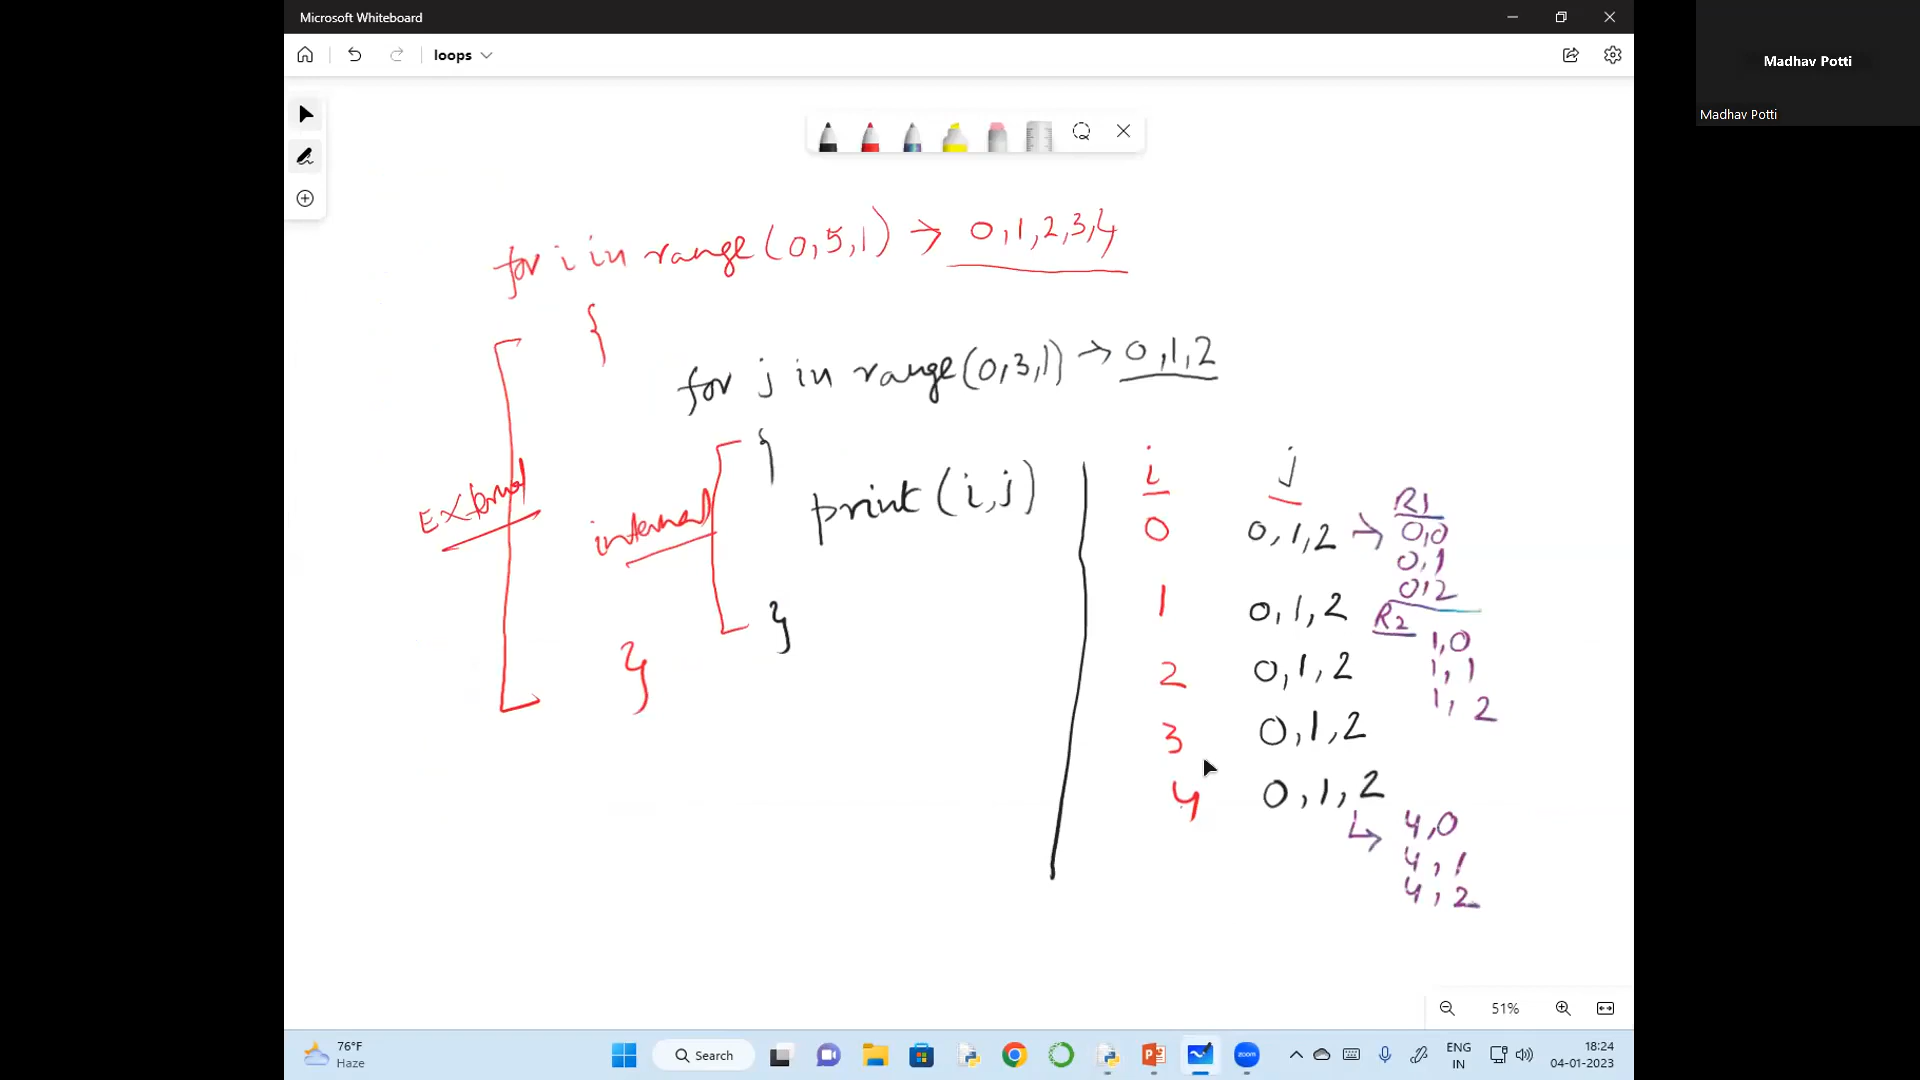 Microsoft Whiteboard
loops
Madhav Potti
Madhav Potti
for i in range(0,5,1) → 0,1,2,3,4
{
for j in range(0,3,1) → 0,1,2
{
print(i,j)
}
}
External
internal
i j
0 0,1,2 →
1 0,1,2
2 0,1,2
3 0,1,2
4 0,1,2
R1
0,0
0,1
0,2
R2
1,0
1,1
1,2
4,0
4,1
4,2
51%
76°F
Haze
Search
zoom
ENG
IN
18:24
04-01-2023